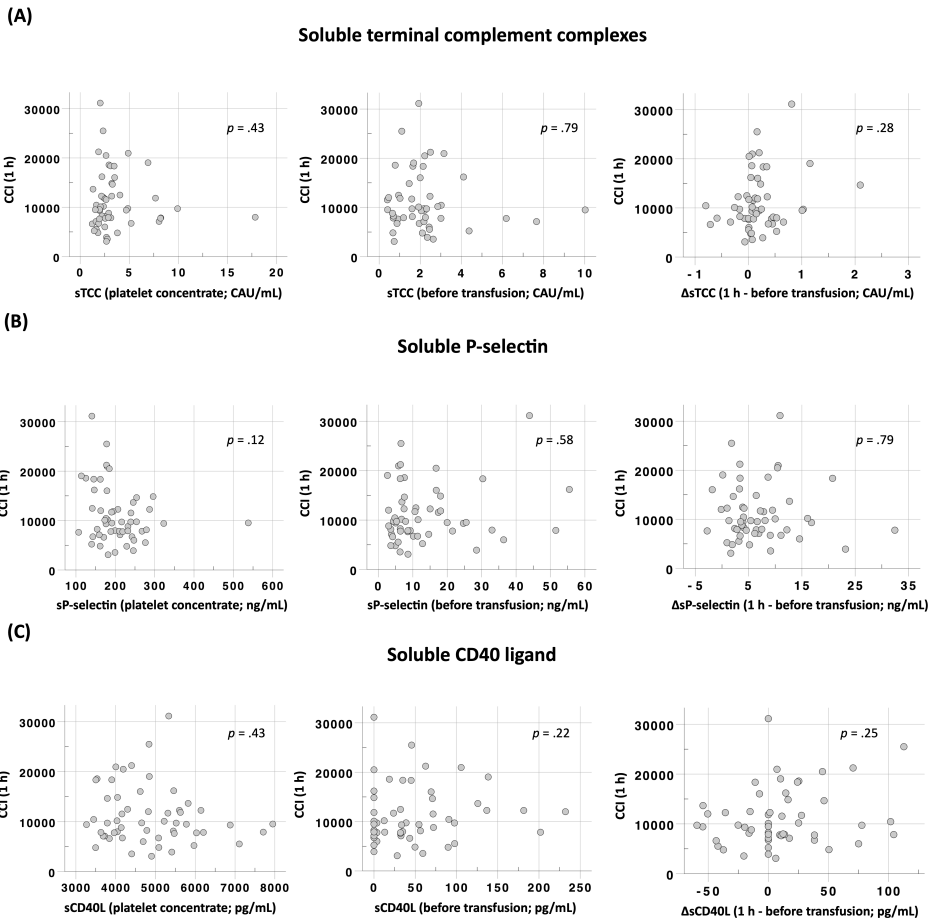 (A)
Soluble terminal complement complexes
CCI (1 h)
30000
20000
10000
0
p = .43
0 5 10 15 20
sTCC (platelet concentrate; CAU/mL)
CCI (1 h)
30000
20000
10000
0
p = .79
0 2 4 6 8 10
sTCC (before transfusion; CAU/mL)
CCI (1 h)
30000
20000
10000
0
p = .28
-1 0 1 2 3
ΔsTCC (1 h - before transfusion; CAU/mL)
(B)
Soluble P-selectin
CCI (1 h)
30000
20000
10000
0
p = .12
100 200 300 400 500 600
sP-selectin (platelet concentrate; ng/mL)
CCI (1 h)
30000
20000
10000
0
p = .58
0 10 20 30 40 50 60
sP-selectin (before transfusion; ng/mL)
CCI (1 h)
30000
20000
10000
0
p = .79
-5 5 15 25 35
ΔsP-selectin (1 h - before transfusion; ng/mL)
(C)
Soluble CD40 ligand
CCI (1 h)
30000
20000
10000
0
p = .43
3000 4000 5000 6000 7000 8000
sCD40L (platelet concentrate; pg/mL)
CCI (1 h)
30000
20000
10000
0
p = .22
0 50 100 150 200 250
sCD40L (before transfusion; pg/mL)
CCI (1 h)
30000
20000
10000
0
p = .25
-50 0 50 100
ΔsCD40L (1 h - before transfusion; pg/mL)